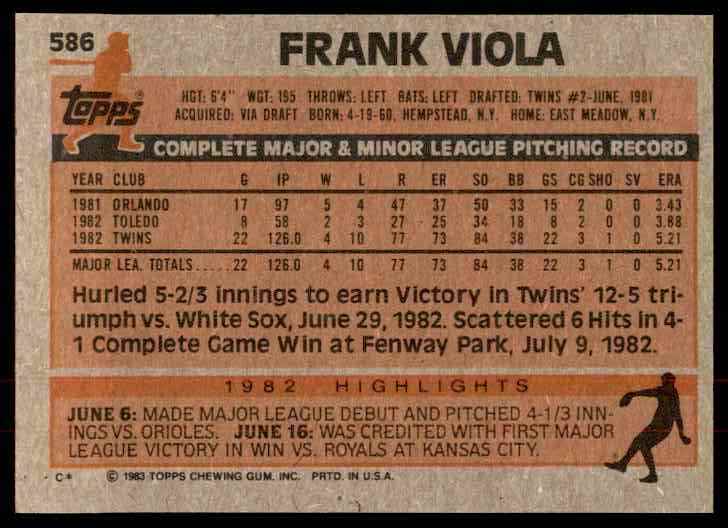 586 FRANK VIOLA
Topps®
HGT: 6'4" WGT: 195 THROWS: LEFT BATS: LEFT DRAFTED: TWINS #2-JUNE, 1981
ACQUIRED: VIA DRAFT BORN: 4-19-60, HEMPSTEAD, N.Y. HOME: EAST MEADOW, N.Y.
COMPLETE MAJOR & MINOR LEAGUE PITCHING RECORD
YEAR CLUB G IP W L R ER SO BB GS CG SHO SV ERA
1981 ORLANDO 17 97 5 4 47 37 50 33 15 2 0 0 3.43
1982 TOLEDO 8 58 2 3 27 25 34 18 8 2 0 0 3.88
1982 TWINS 22 126.0 4 10 77 73 84 38 22 3 1 0 5.21
MAJOR LEA. TOTALS.....22 126.0 4 10 77 73 84 38 22 3 1 0 5.21
Hurled 5-2/3 innings to earn Victory in Twins' 12-5 tri-
umph vs. White Sox, June 29, 1982. Scattered 6 Hits in 4-
1 Complete Game Win at Fenway Park, July 9, 1982.
1982 HIGHLIGHTS
JUNE 6: MADE MAJOR LEAGUE DEBUT AND PITCHED 4-1/3 INN-
INGS VS. ORIOLES. JUNE 16: WAS CREDITED WITH FIRST MAJOR
LEAGUE VICTORY IN WIN VS. ROYALS AT KANSAS CITY.
C* © 1983 TOPPS CHEWING GUM, INC. PRTD. IN U.S.A.